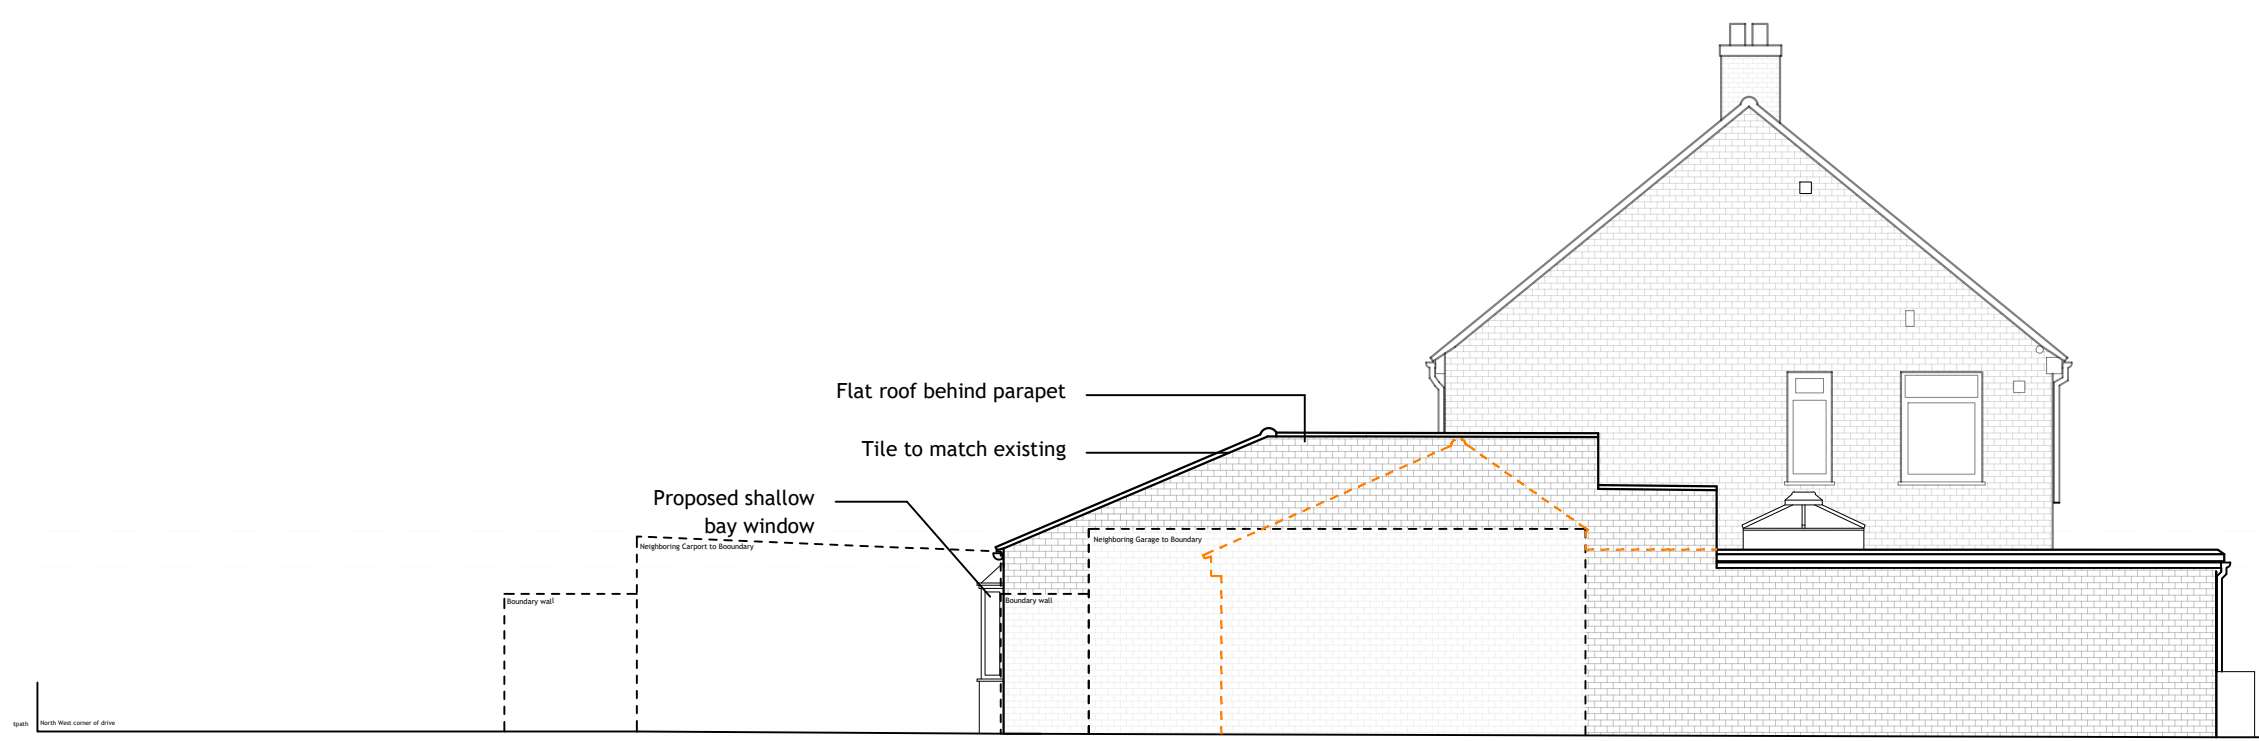 Flat roof behind parapet
Tile to match existing
Proposed shallow
bay window
Neighboring Carport to Booundary
Neighboring Garage to Boundary
Boundary wall
Boundary wall
tpath
North West corner of drive